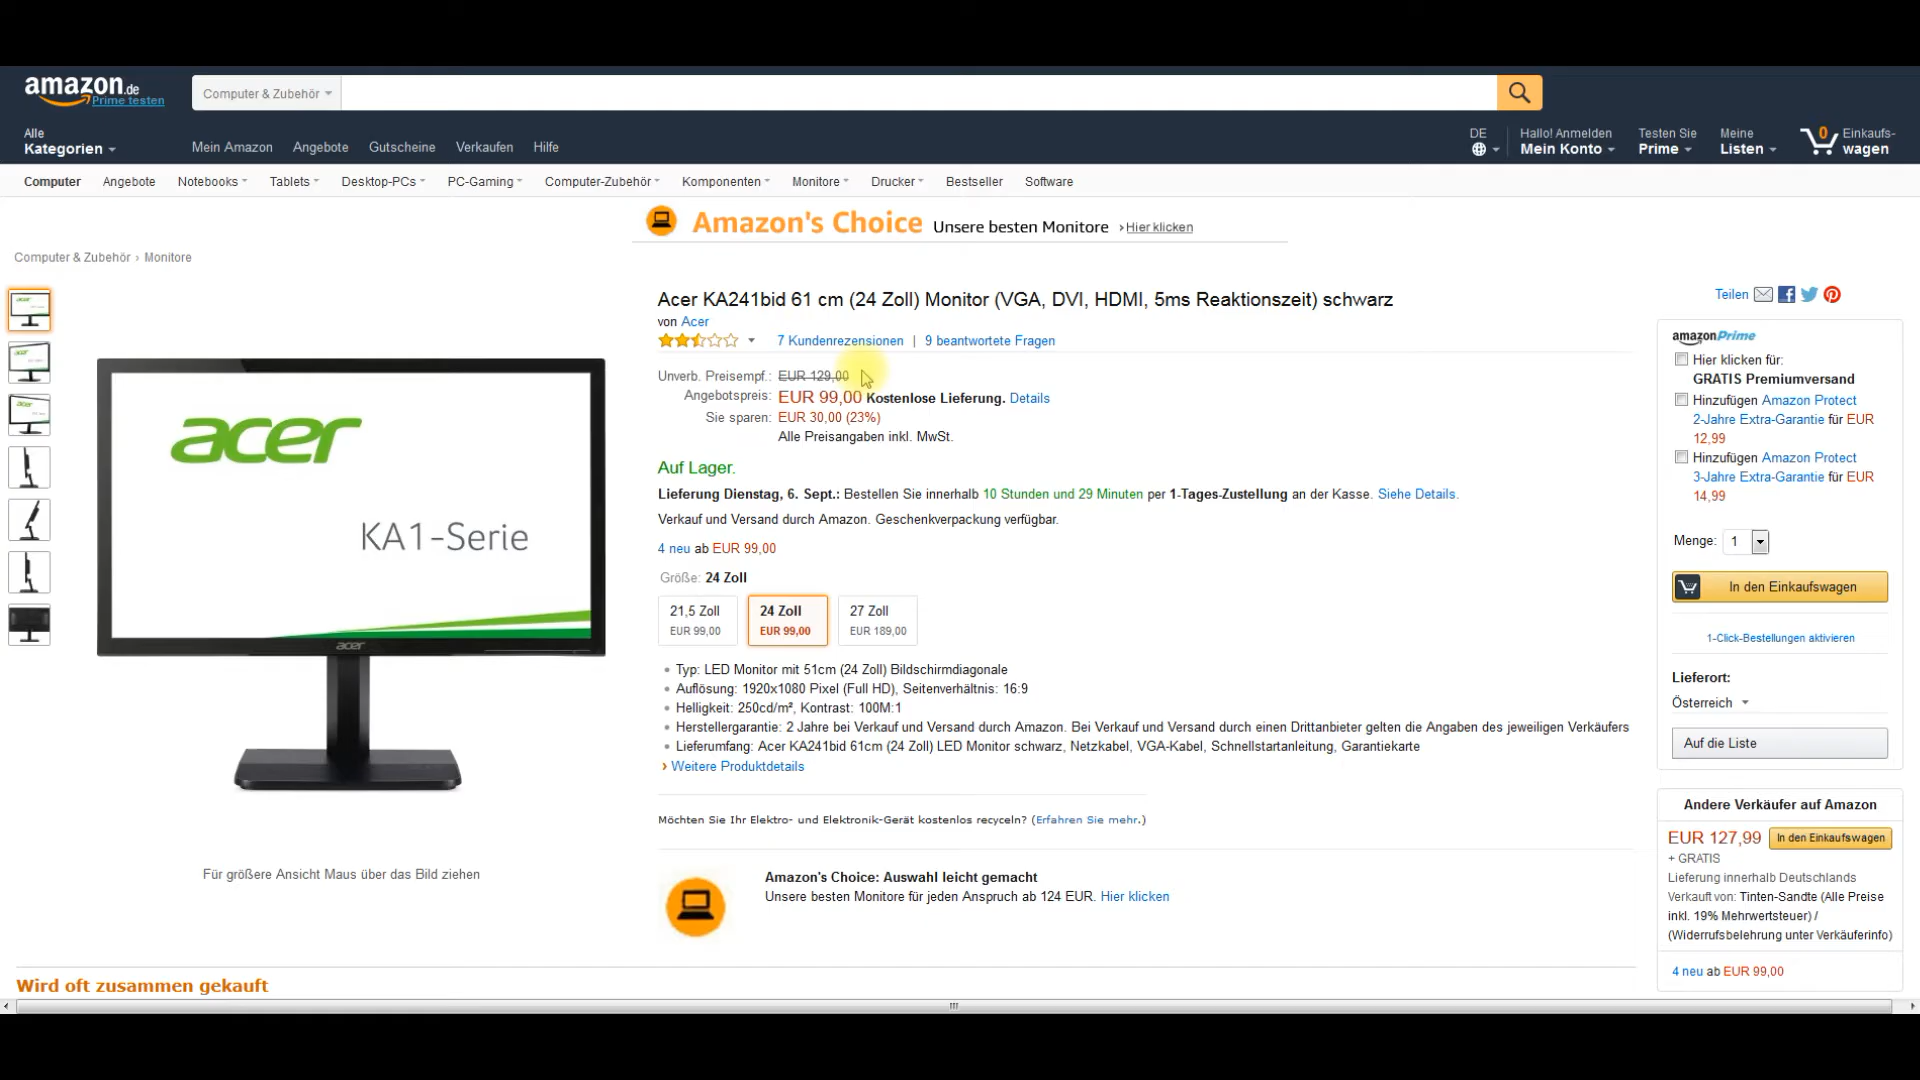 amazon.de
Prime testen
Computer & Zubehör
Alle
Kategorien
Mein Amazon
Angebote
Gutscheine
Verkaufen
Hilfe
DE
Hallo! Anmelden
Mein Konto
Testen Sie
Prime
Meine
Listen
0
Einkaufs-
wagen
Computer
Angebote
Notebooks
Tablets
Desktop-PCs
PC-Gaming
Computer-Zubehör
Komponenten
Monitore
Drucker
Bestseller
Software
Amazon's Choice Unsere besten Monitore › Hier klicken
Computer & Zubehör › Monitore
acer
KA1-Serie
acer
Für größere Ansicht Maus über das Bild ziehen
Acer KA241bid 61 cm (24 Zoll) Monitor (VGA, DVI, HDMI, 5ms Reaktionszeit) schwarz
von Acer
7 Kundenrezensionen | 9 beantwortete Fragen
Unverb. Preisempf.: EUR 129,00
Angebotspreis: EUR 99,00 Kostenlose Lieferung. Details
Sie sparen: EUR 30,00 (23%)
Alle Preisangaben inkl. MwSt.
Auf Lager.
Lieferung Dienstag, 6. Sept.: Bestellen Sie innerhalb 10 Stunden und 29 Minuten per 1-Tages-Zustellung an der Kasse. Siehe Details.
Verkauf und Versand durch Amazon. Geschenkverpackung verfügbar.
4 neu ab EUR 99,00
Größe: 24 Zoll
21,5 Zoll
EUR 99,00
24 Zoll
EUR 99,00
27 Zoll
EUR 189,00
• Typ: LED Monitor mit 51cm (24 Zoll) Bildschirmdiagonale
• Auflösung: 1920x1080 Pixel (Full HD), Seitenverhältnis: 16:9
• Helligkeit: 250cd/m², Kontrast: 100M:1
• Herstellergarantie: 2 Jahre bei Verkauf und Versand durch Amazon. Bei Verkauf und Versand durch einen Drittanbieter gelten die Angaben des jeweiligen Verkäufers
• Lieferumfang: Acer KA241bid 61cm (24 Zoll) LED Monitor schwarz, Netzkabel, VGA-Kabel, Schnellstartanleitung, Garantiekarte
› Weitere Produktdetails
Möchten Sie Ihr Elektro- und Elektronik-Gerät kostenlos recyceln? (Erfahren Sie mehr.)
Amazon's Choice: Auswahl leicht gemacht
Unsere besten Monitore für jeden Anspruch ab 124 EUR. Hier klicken
Wird oft zusammen gekauft
Teilen
amazonPrime
Hier klicken für:
GRATIS Premiumversand
Hinzufügen Amazon Protect
2-Jahre Extra-Garantie für EUR
12,99
Hinzufügen Amazon Protect
3-Jahre Extra-Garantie für EUR
14,99
Menge: 1
In den Einkaufswagen
1-Click-Bestellungen aktivieren
Lieferort:
Österreich
Auf die Liste
Andere Verkäufer auf Amazon
EUR 127,99 In den Einkaufswagen
+ GRATIS
Lieferung innerhalb Deutschlands
Verkauft von: Tinten-Sandte (Alle Preise
inkl. 19% Mehrwertsteuer) /
(Widerrufsbelehrung unter Verkäuferinfo)
4 neu ab EUR 99,00